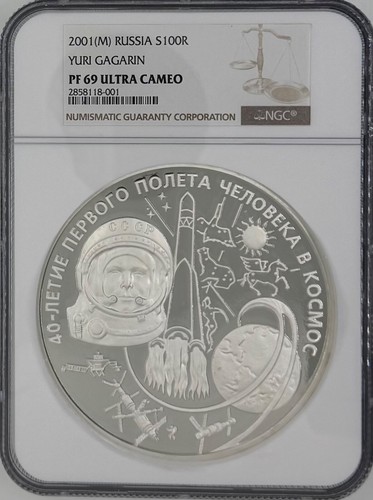 2001(M) RUSSIA S100R
YURI GAGARIN
PF 69 ULTRA CAMEO
2858118-001
NUMISMATIC GUARANTY CORPORATION
NGC®
40-ЛЕТИЕ ПЕРВОГО ПОЛЕТА ЧЕЛОВЕКА В КОСМОС
СССР